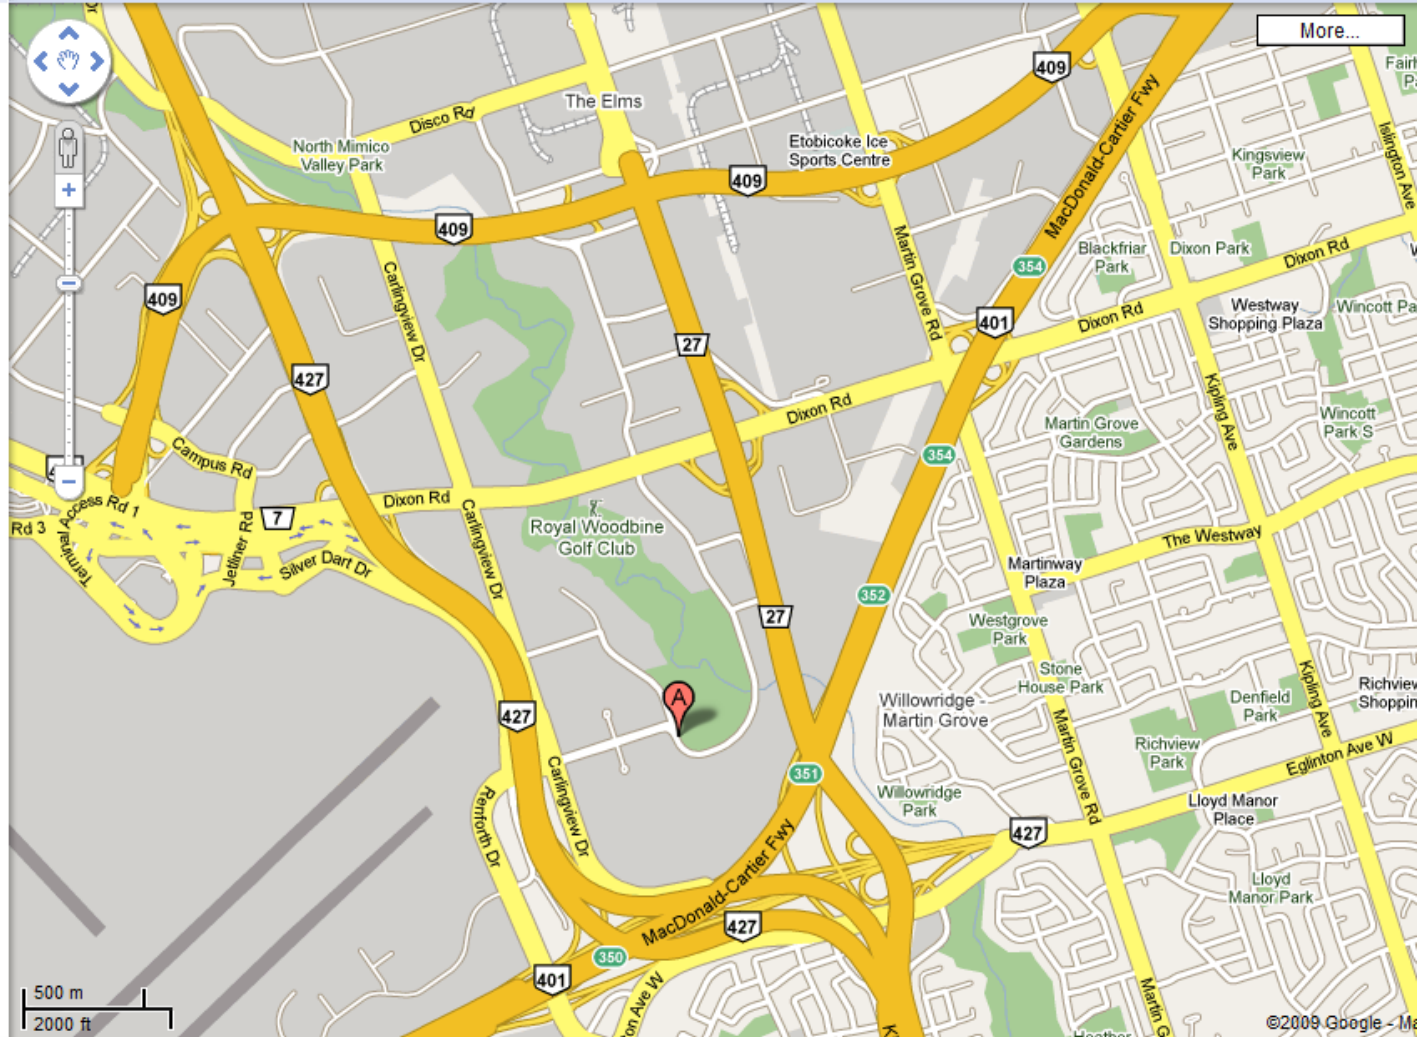 More...
409
The Elms
Disco Rd
North Mimico
Valley Park
Etobicoke Ice
Sports Centre
MacDonald-Cartier Fwy
Islington Ave
Kingsview
Park
409
409
Martin Grove Rd
Blackfriar
Park
Dixon Park
Dixon Rd
354
409
Carlingview Dr
401
Dixon Rd
Westway
Shopping Plaza
Wincott Pa
27
427
Kipling Ave
Dixon Rd
Martin Grove
Gardens
Wincott
Park S
354
Campus Rd
Dixon Rd
Access Rd 1
Rd 3
7
Carlingview Dr
Royal Woodbine
Golf Club
Jetliner Rd
Silver Dart Dr
Terminal
The Westway
Martinway
Plaza
352
27
Westgrove
Park
Stone
House Park
A
427
Willowridge -
Martin Grove
Kipling Ave
Denfield
Park
Richview
Shoppin
Martin Grove Rd
Richview
Park
Eglinton Ave W
351
Carlingview Dr
Renforth Dr
Willowridge
Park
Lloyd Manor
Place
427
MacDonald-Cartier Fwy
Lloyd
Manor Park
427
350
401
on Ave W
Martin G
500 m
2000 ft
©2009 Google - Ma